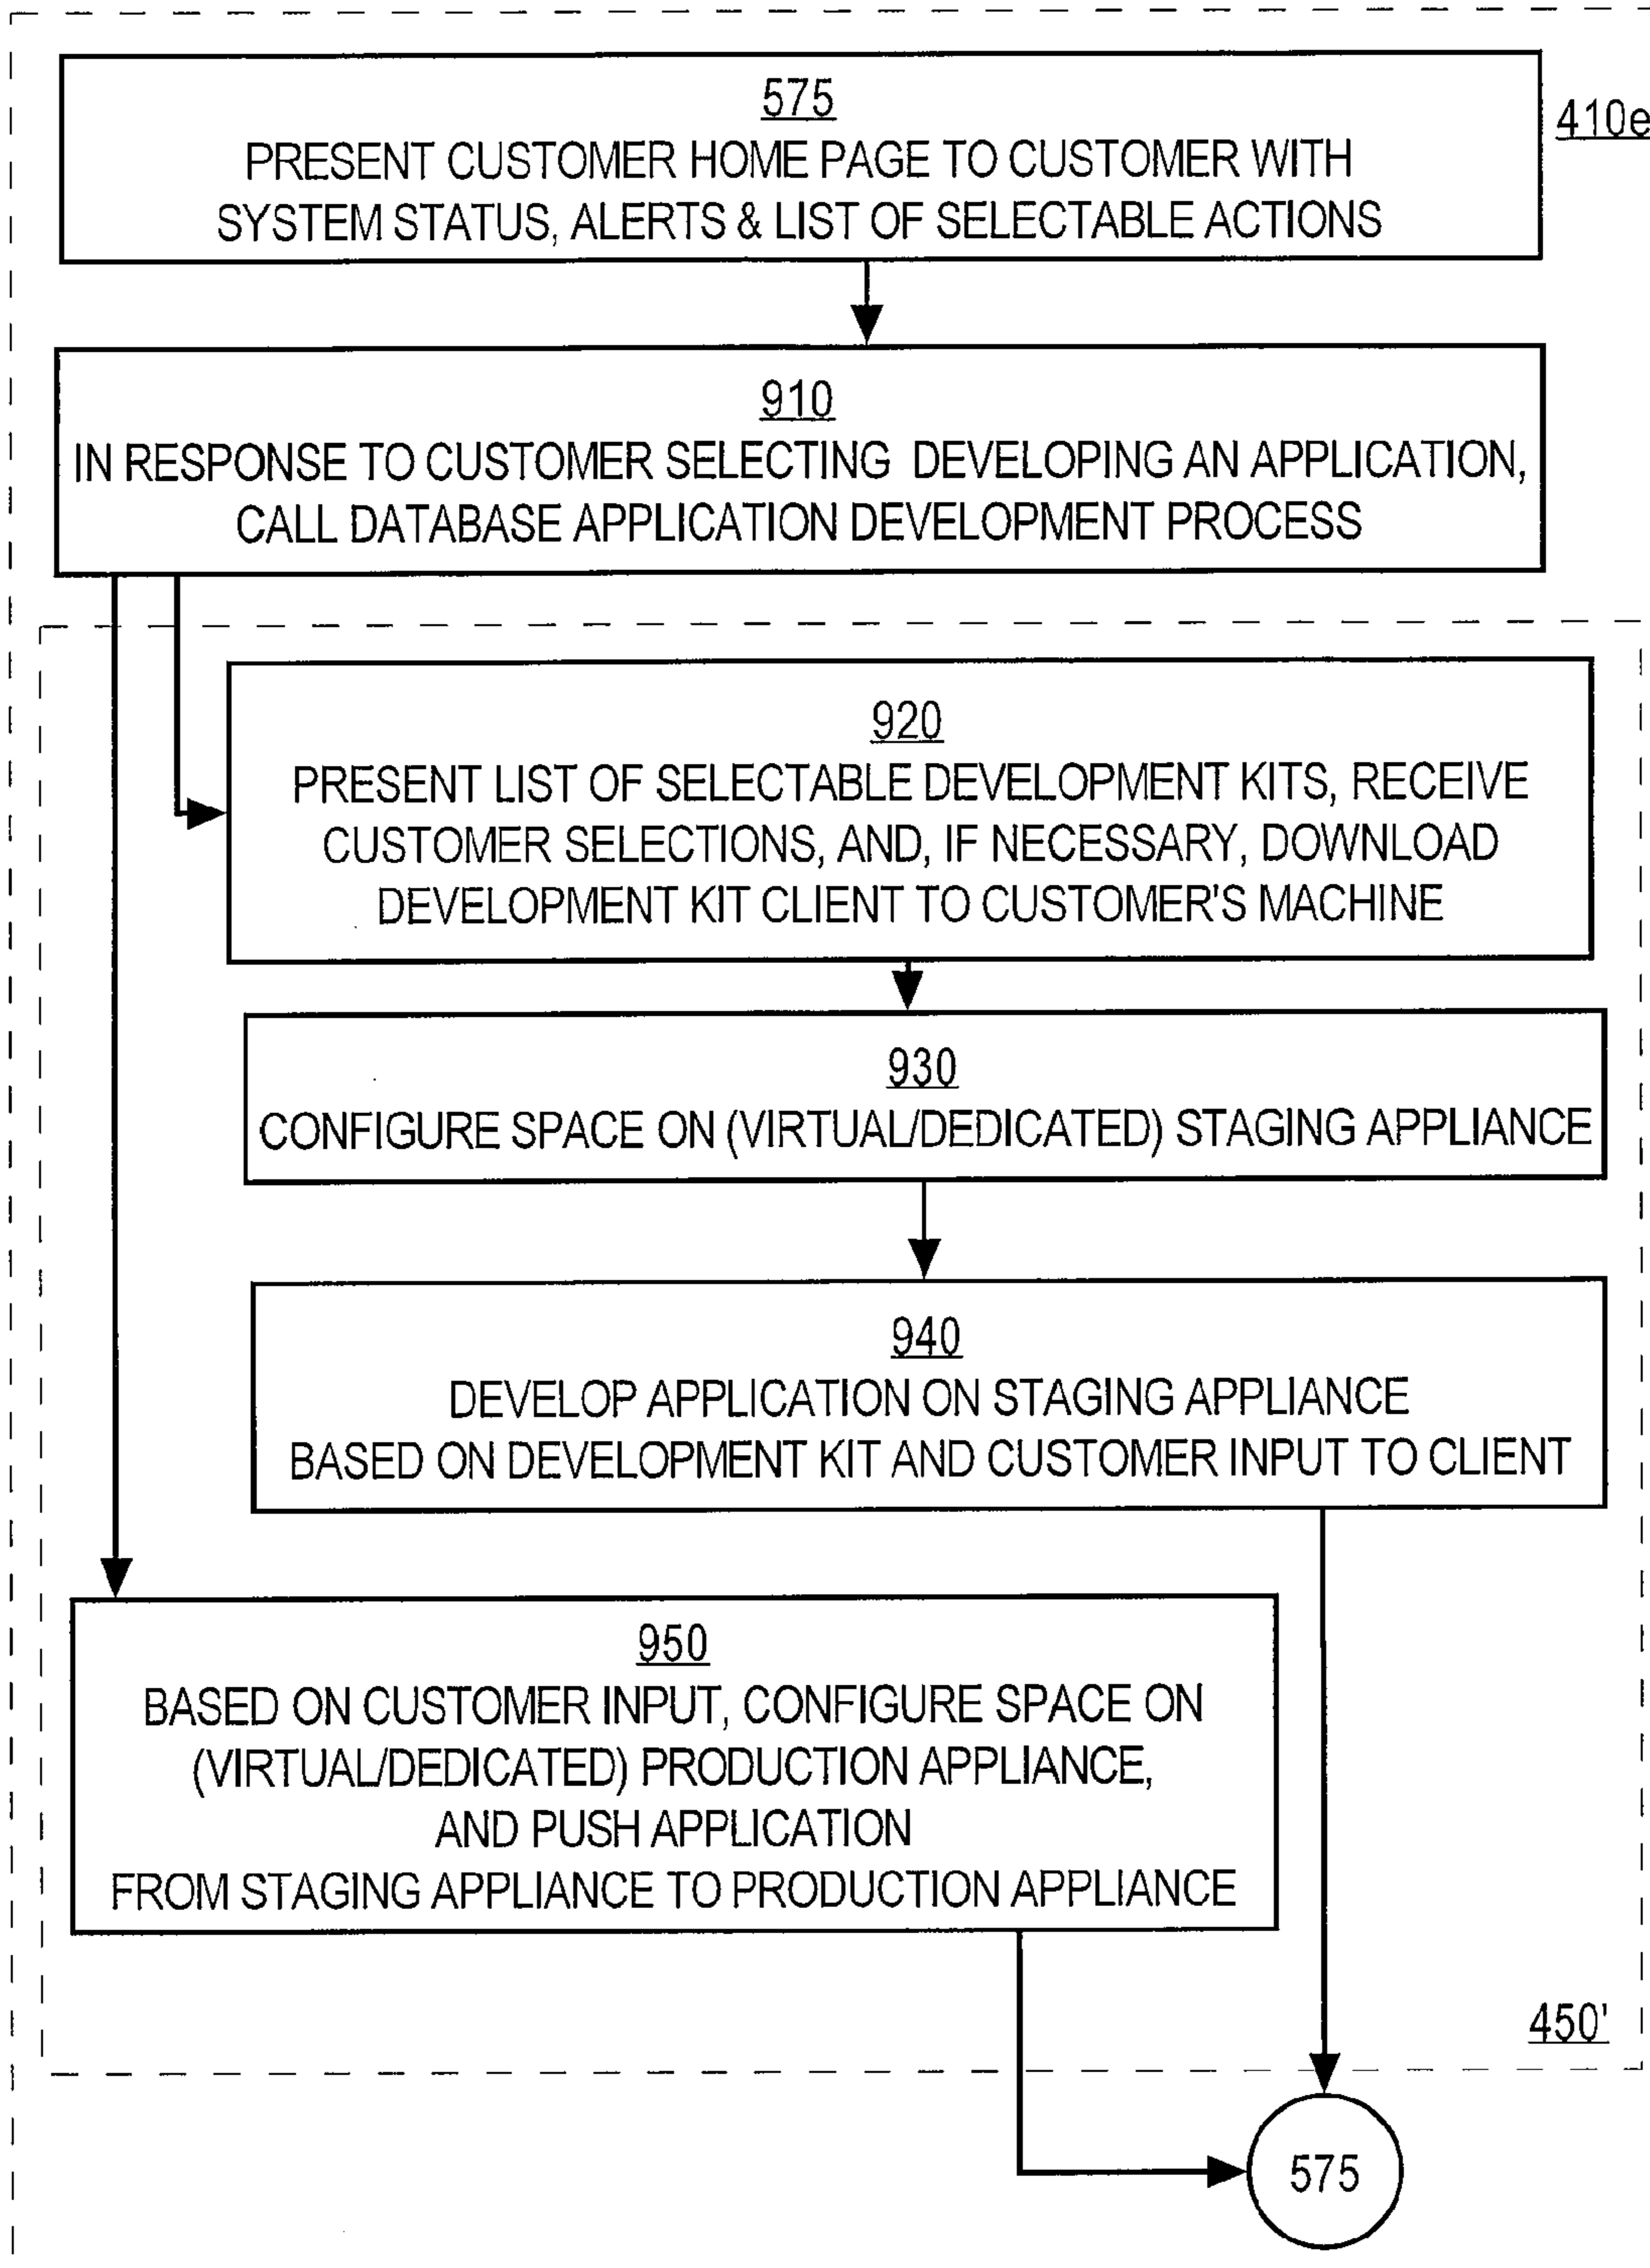 575
PRESENT CUSTOMER HOME PAGE TO CUSTOMER WITH
SYSTEM STATUS, ALERTS & LIST OF SELECTABLE ACTIONS
410e
910
IN RESPONSE TO CUSTOMER SELECTING DEVELOPING AN APPLICATION,
CALL DATABASE APPLICATION DEVELOPMENT PROCESS
920
PRESENT LIST OF SELECTABLE DEVELOPMENT KITS, RECEIVE
CUSTOMER SELECTIONS, AND, IF NECESSARY, DOWNLOAD
DEVELOPMENT KIT CLIENT TO CUSTOMER'S MACHINE
930
CONFIGURE SPACE ON (VIRTUAL/DEDICATED) STAGING APPLIANCE
940
DEVELOP APPLICATION ON STAGING APPLIANCE
BASED ON DEVELOPMENT KIT AND CUSTOMER INPUT TO CLIENT
950
BASED ON CUSTOMER INPUT, CONFIGURE SPACE ON
(VIRTUAL/DEDICATED) PRODUCTION APPLIANCE,
AND PUSH APPLICATION
FROM STAGING APPLIANCE TO PRODUCTION APPLIANCE
450'
575